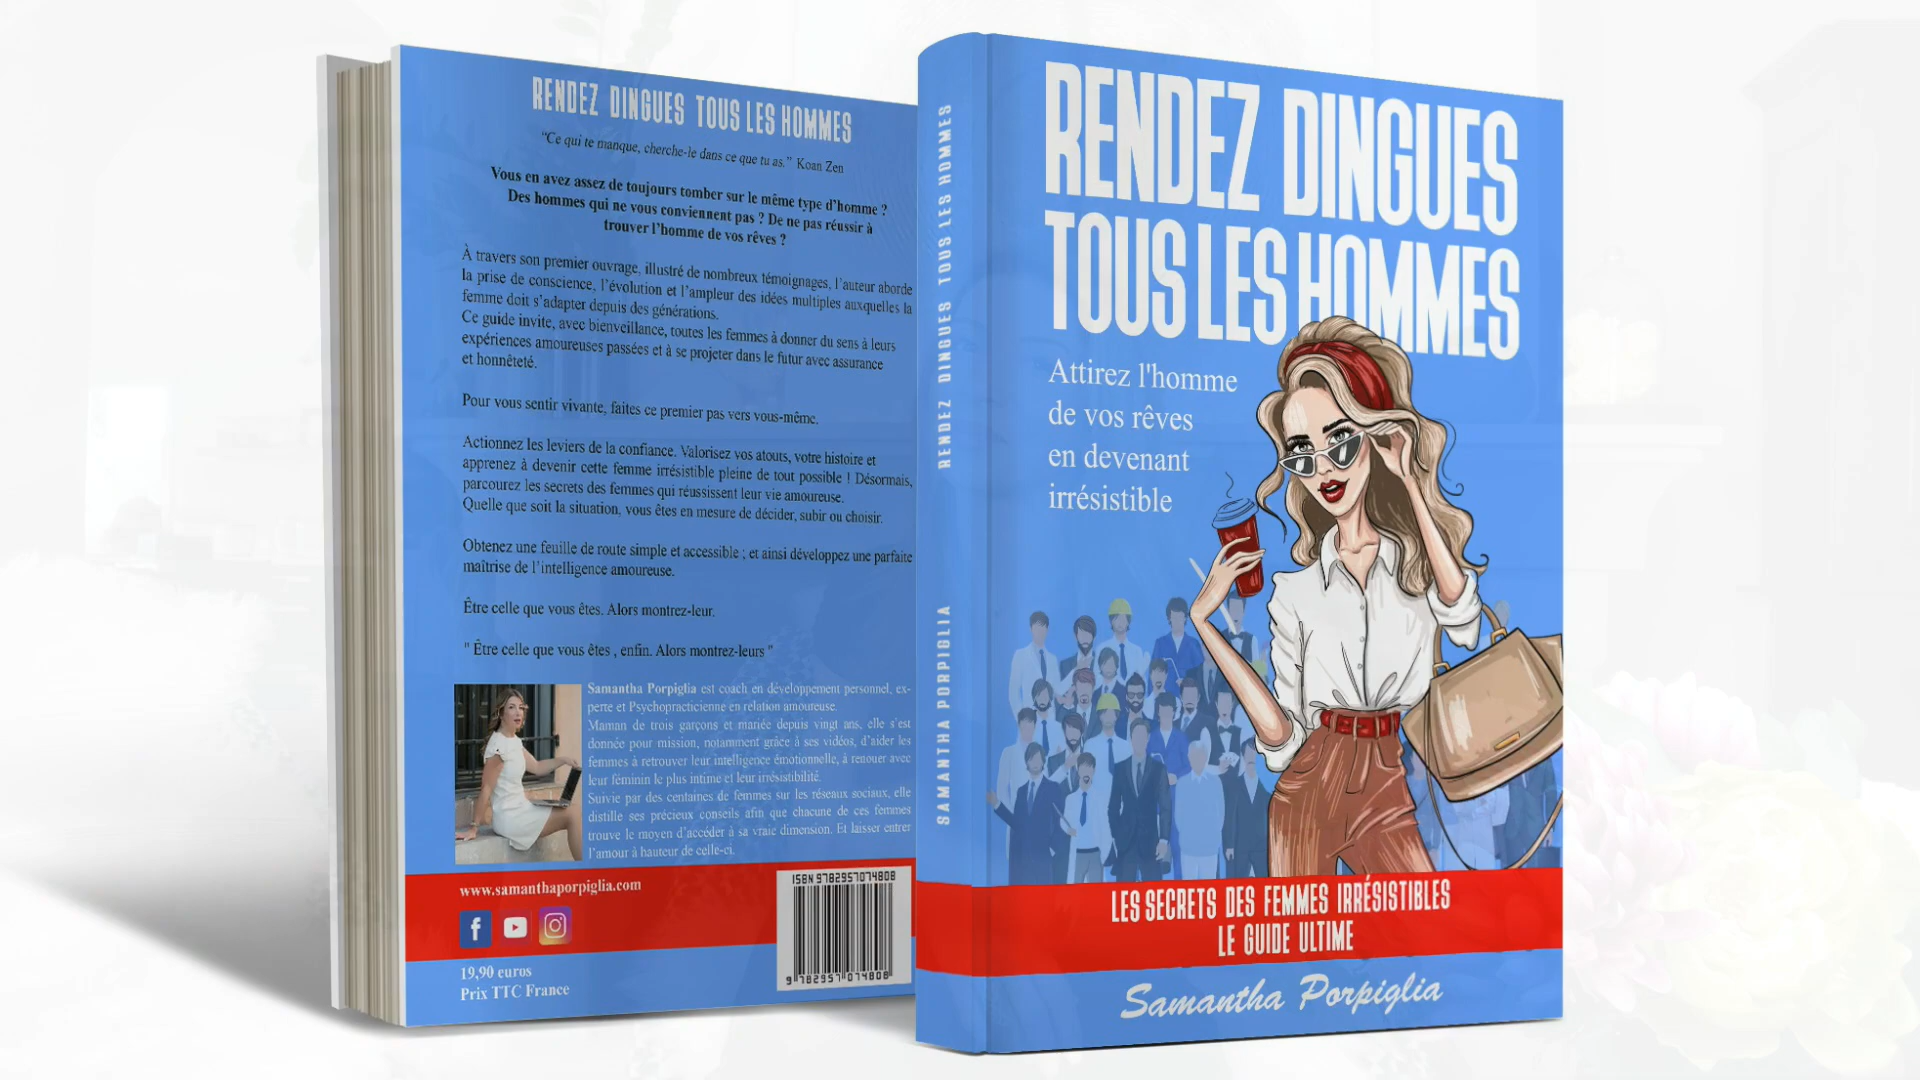 RENDEZ DINGUES TOUS LES HOMMES
"Ce qui te manque, cherche-le dans ce que tu as." Koan Zen
Vous en avez assez de toujours tomber sur le même type d'homme ?
Des hommes qui ne vous conviennent pas ? De ne pas réussir à
trouver l'homme de vos rêves ?
À travers son premier ouvrage, illustré de nombreux témoignages, l'auteur aborde
la prise de conscience, l'évolution et l'ampleur des idées multiples auxquelles la
femme doit s'adapter depuis des générations.
Ce guide invite, avec bienveillance, toutes les femmes à donner du sens à leurs
expériences amoureuses passées et à se projeter dans le futur avec assurance
et honnêteté.
Pour vous sentir vivante, faites ce premier pas vers vous-même.
Actionnez les leviers de la confiance. Valorisez vos atouts, votre histoire et
apprenez à devenir cette femme irrésistible pleine de tout possible ! Désormais,
parcourez les secrets des femmes qui réussissent leur vie amoureuse.
Quelle que soit la situation, vous êtes en mesure de décider, subir ou choisir.
Obtenez une feuille de route simple et accessible ; et ainsi développez une parfaite
maîtrise de l'intelligence amoureuse.
Être celle que vous êtes. Alors montrez-leur.
" Être celle que vous êtes , enfin. Alors montrez-leurs "
Samantha Porpiglia est coach en développement personnel, ex-
perte et Psychopracticienne en relation amoureuse.
Maman de trois garçons et mariée depuis vingt ans, elle s'est
donnée pour mission, notamment grâce à ses vidéos, d'aider les
femmes à retrouver leur intelligence émotionnelle, à renouer avec
leur féminin le plus intime et leur irrésistibilité.
Suivie par des centaines de femmes sur les réseaux sociaux, elle
distille ses précieux conseils afin que chacune de ces femmes
trouve le moyen d'accéder à sa vraie dimension. Et laisser entrer
l'amour à hauteur de celle-ci.
www.samanthaporpiglia.com
ISBN 9782957074808
9 782957 074808
19,90 euros
Prix TTC France
RENDEZ DINGUES TOUS LES HOMMES
SAMANTHA PORPIGLIA
RENDEZ DINGUES
TOUS LES HOMMES
Attirez l'homme
de vos rêves
en devenant
irrésistible
LES SECRETS DES FEMMES IRRÉSISTIBLES
LE GUIDE ULTIME
Samantha Porpiglia